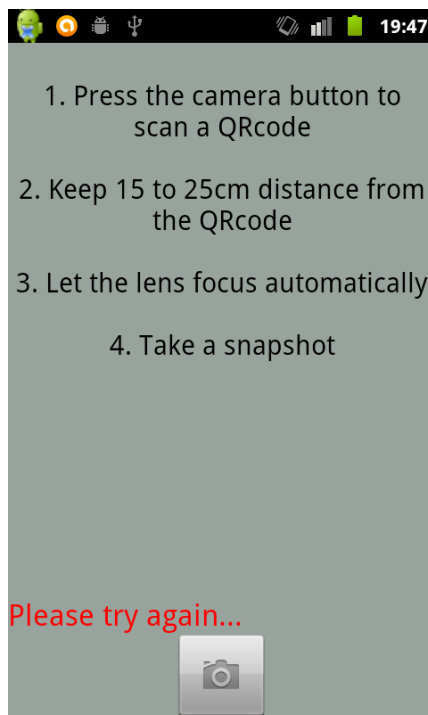 19:47
1. Press the camera button to
scan a QRcode
2. Keep 15 to 25cm distance from
the QRcode
3. Let the lens focus automatically
4. Take a snapshot
Please try again...